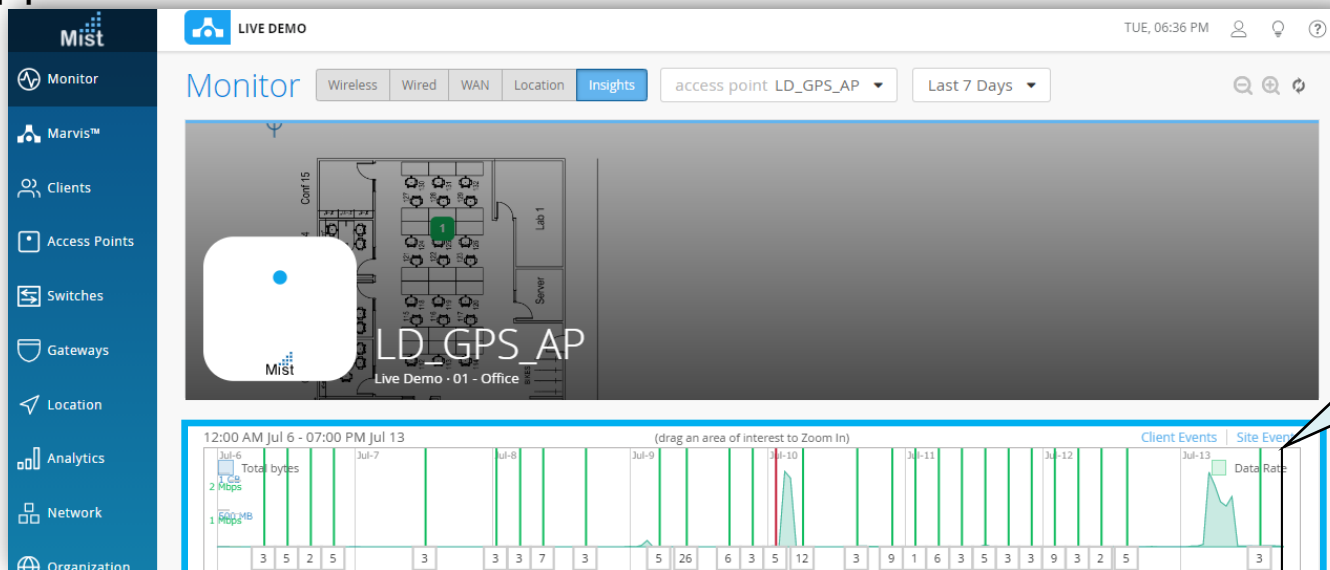 Mist
LIVE DEMO
TUE, 06:36 PM
?
Monitor
Marvis™
Clients
Access Points
Switches
Gateways
Location
Analytics
Network
Organization
Monitor
Wireless Wired WAN Location Insights
access point LD_GPS_AP
Last 7 Days
Conf 15
Lab 1
Server
1
Mist
LD_GPS_AP
Live Demo · 01 - Office
12:00 AM Jul 6 - 07:00 PM Jul 13
(drag an area of interest to Zoom In)
Client Events Site Event
Jul-6 Jul-7 Jul-8 Jul-9 Jul-10 Jul-11 Jul-12 Jul-13
Total bytes
Data Rate
1 GB
2 Mbps
500 MB
1 Mbps
3 5 2 5 3 3 3 7 3 5 26 6 3 5 12 3 9 1 6 3 5 3 3 9 3 2 5 3